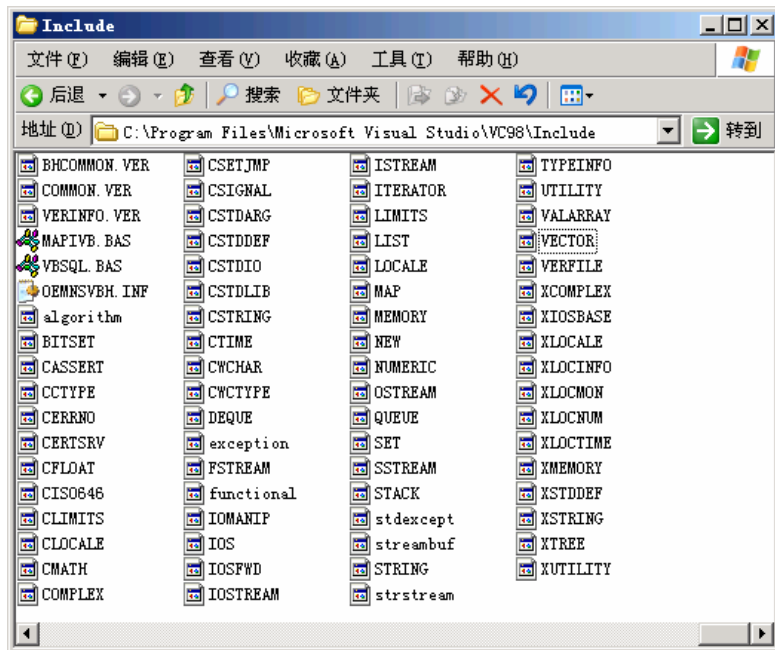 Include
文件(F) 编辑(E) 查看(V) 收藏(A) 工具(T) 帮助(H)
后退 搜索 文件夹
地址(D) C:\Program Files\Microsoft Visual Studio\VC98\Include 转到
BHCOMMON.VER CSETJMP ISTREAM TYPEINFO
COMMON.VER CSIGNAL ITERATOR UTILITY
VERINFO.VER CSTDARG LIMITS VALARRAY
MAPIVB.BAS CSTDDEF LIST VECTOR
VBSQL.BAS CSTDIO LOCALE VERFILE
OEMNSVBH.INF CSTDLIB MAP XCOMPLEX
algorithm CSTRING MEMORY XIOSBASE
BITSET CTIME NEW XLOCALE
CASSERT CWCHAR NUMERIC XLOCINFO
CCTYPE CWCTYPE OSTREAM XLOCMON
CERRNO DEQUE QUEUE XLOCNUM
CERTSRV exception SET XLOCTIME
CFLOAT FSTREAM SSTREAM XMEMORY
CISO646 functional STACK XSTDDEF
CLIMITS IOMANIP stdexcept XSTRING
CLOCALE IOS streambuf XTREE
CMATH IOSFWD STRING XUTILITY
COMPLEX IOSTREAM strstream